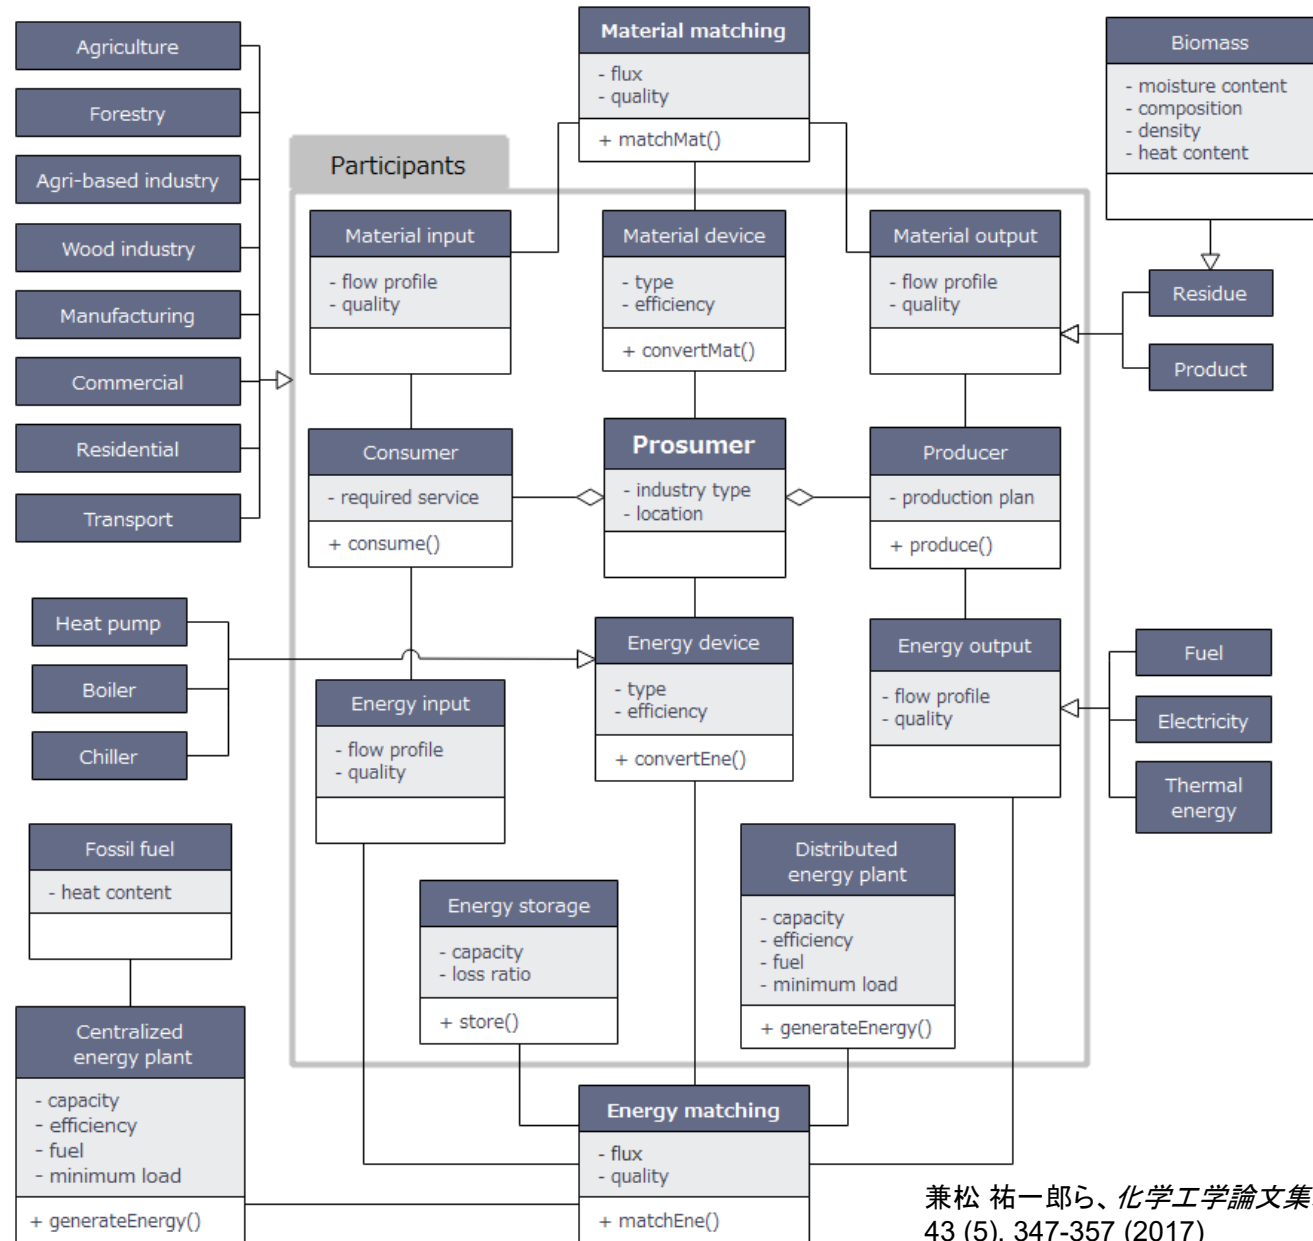 Agriculture
Forestry
Agri-based industry
Wood industry
Manufacturing
Commercial
Residential
Transport
Material matching
- flux
- quality
+ matchMat()
Biomass
- moisture content
- composition
- density
- heat content
Residue
Product
Participants
Material input
- flow profile
- quality
Material device
- type
- efficiency
+ convertMat()
Material output
- flow profile
- quality
Consumer
- required service
+ consume()
Prosumer
- industry type
- location
Producer
- production plan
+ produce()
Heat pump
Boiler
Chiller
Energy input
- flow profile
- quality
Energy device
- type
- efficiency
+ convertEne()
Energy output
- flow profile
- quality
Fuel
Electricity
Thermal
energy
Fossil fuel
- heat content
Energy storage
- capacity
- loss ratio
+ store()
Distributed
energy plant
- capacity
- efficiency
- fuel
- minimum load
+ generateEnergy()
Centralized
energy plant
- capacity
- efficiency
- fuel
- minimum load
+ generateEnergy()
Energy matching
- flux
- quality
+ matchEne()
兼松 祐一郎ら、化学工学論文集
43 (5), 347-357 (2017)